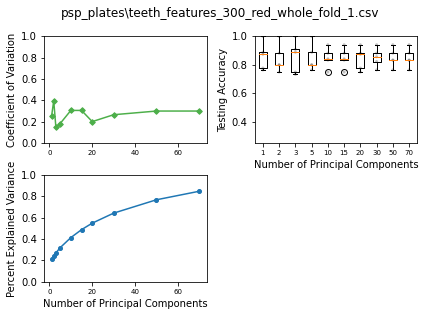 psp_plates\teeth_features_300_red_whole_fold_1.csv
Coefficient of Variation
1.0
0.8
0.6
0.4
0.2
0.0
0 20 40 60
Testing Accuracy
1.0
0.8
0.6
0.4
1 2 3 5 10 15 20 30 50 70
Number of Principal Components
Percent Explained Variance
1.0
0.8
0.6
0.4
0.2
0.0
0 20 40 60
Number of Principal Components